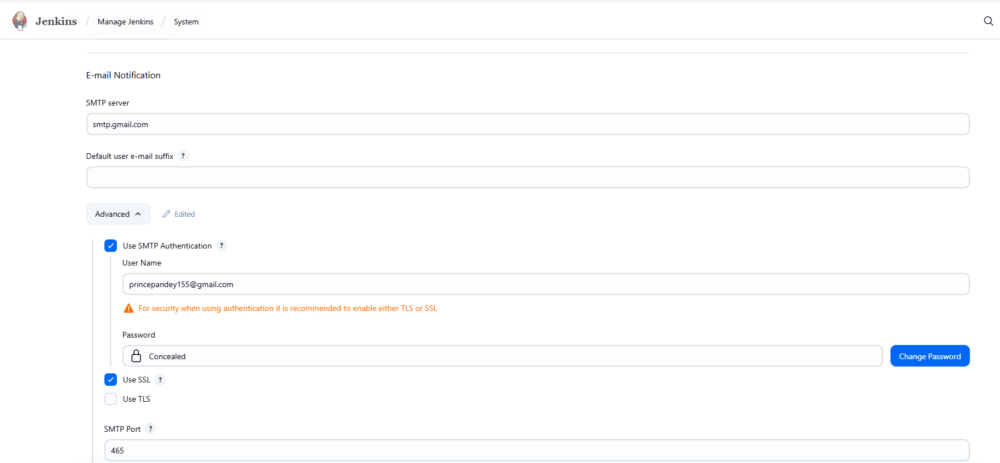 Jenkins / Manage Jenkins / System
E-mail Notification
SMTP server
smtp.gmail.com
Default user e-mail suffix ?
Advanced Edited
Use SMTP Authentication ?
User Name
princepandey155@gmail.com
For security when using authentication it is recommended to enable either TLS or SSL
Password
Concealed Change Password
Use SSL ?
Use TLS
SMTP Port ?
465